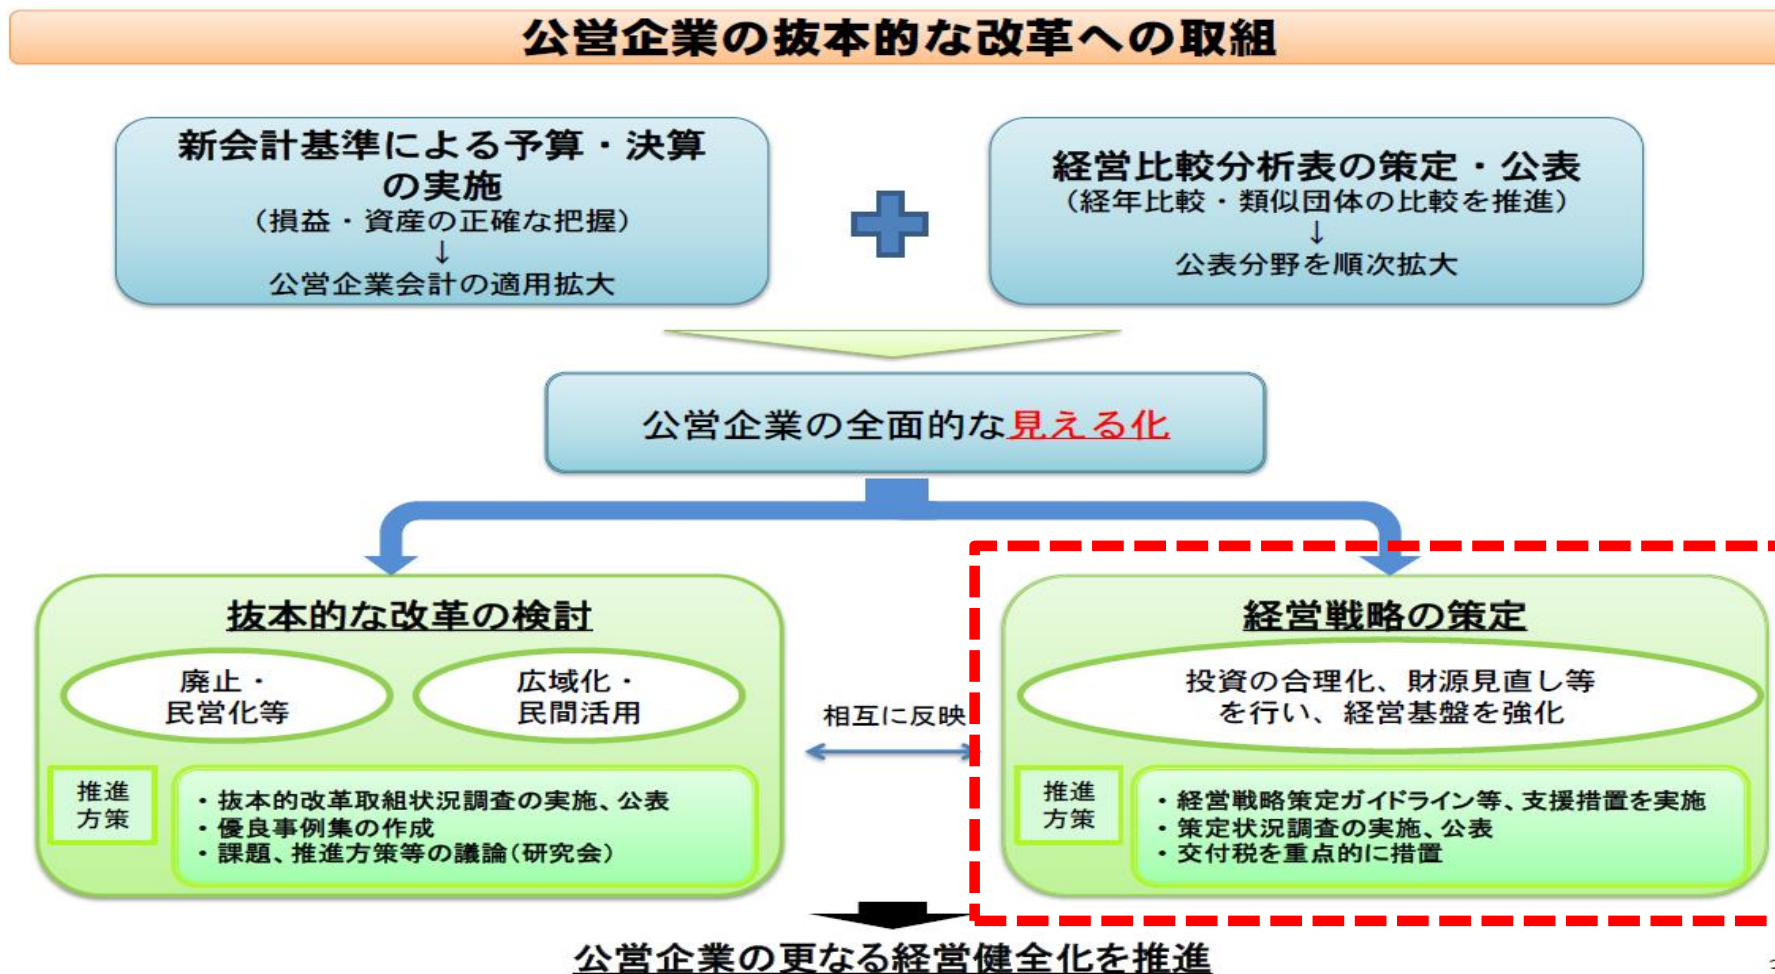 公営企業の抜本的な改革への取組
新会計基準による予算・決算
の実施
（損益・資産の正確な把握）
↓
公営企業会計の適用拡大
経営比較分析表の策定・公表
（経年比較・類似団体の比較を推進）
↓
公表分野を順次拡大
公営企業の全面的な見える化
抜本的な改革の検討
廃止・
民営化等
広域化・
民間活用
推進
方策
・抜本的改革取組状況調査の実施、公表
・優良事例集の作成
・課題、推進方策等の議論（研究会）
相互に反映
経営戦略の策定
投資の合理化、財源見直し等
を行い、経営基盤を強化
推進
方策
・経営戦略策定ガイドライン等、支援措置を実施
・策定状況調査の実施、公表
・交付税を重点的に措置
公営企業の更なる経営健全化を推進